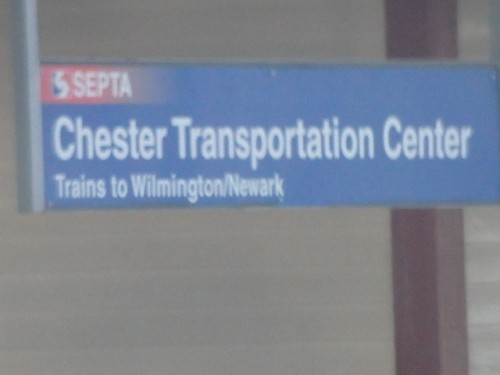 SEPTA
Chester Transportation Center
Trains to Wilmington/Newark